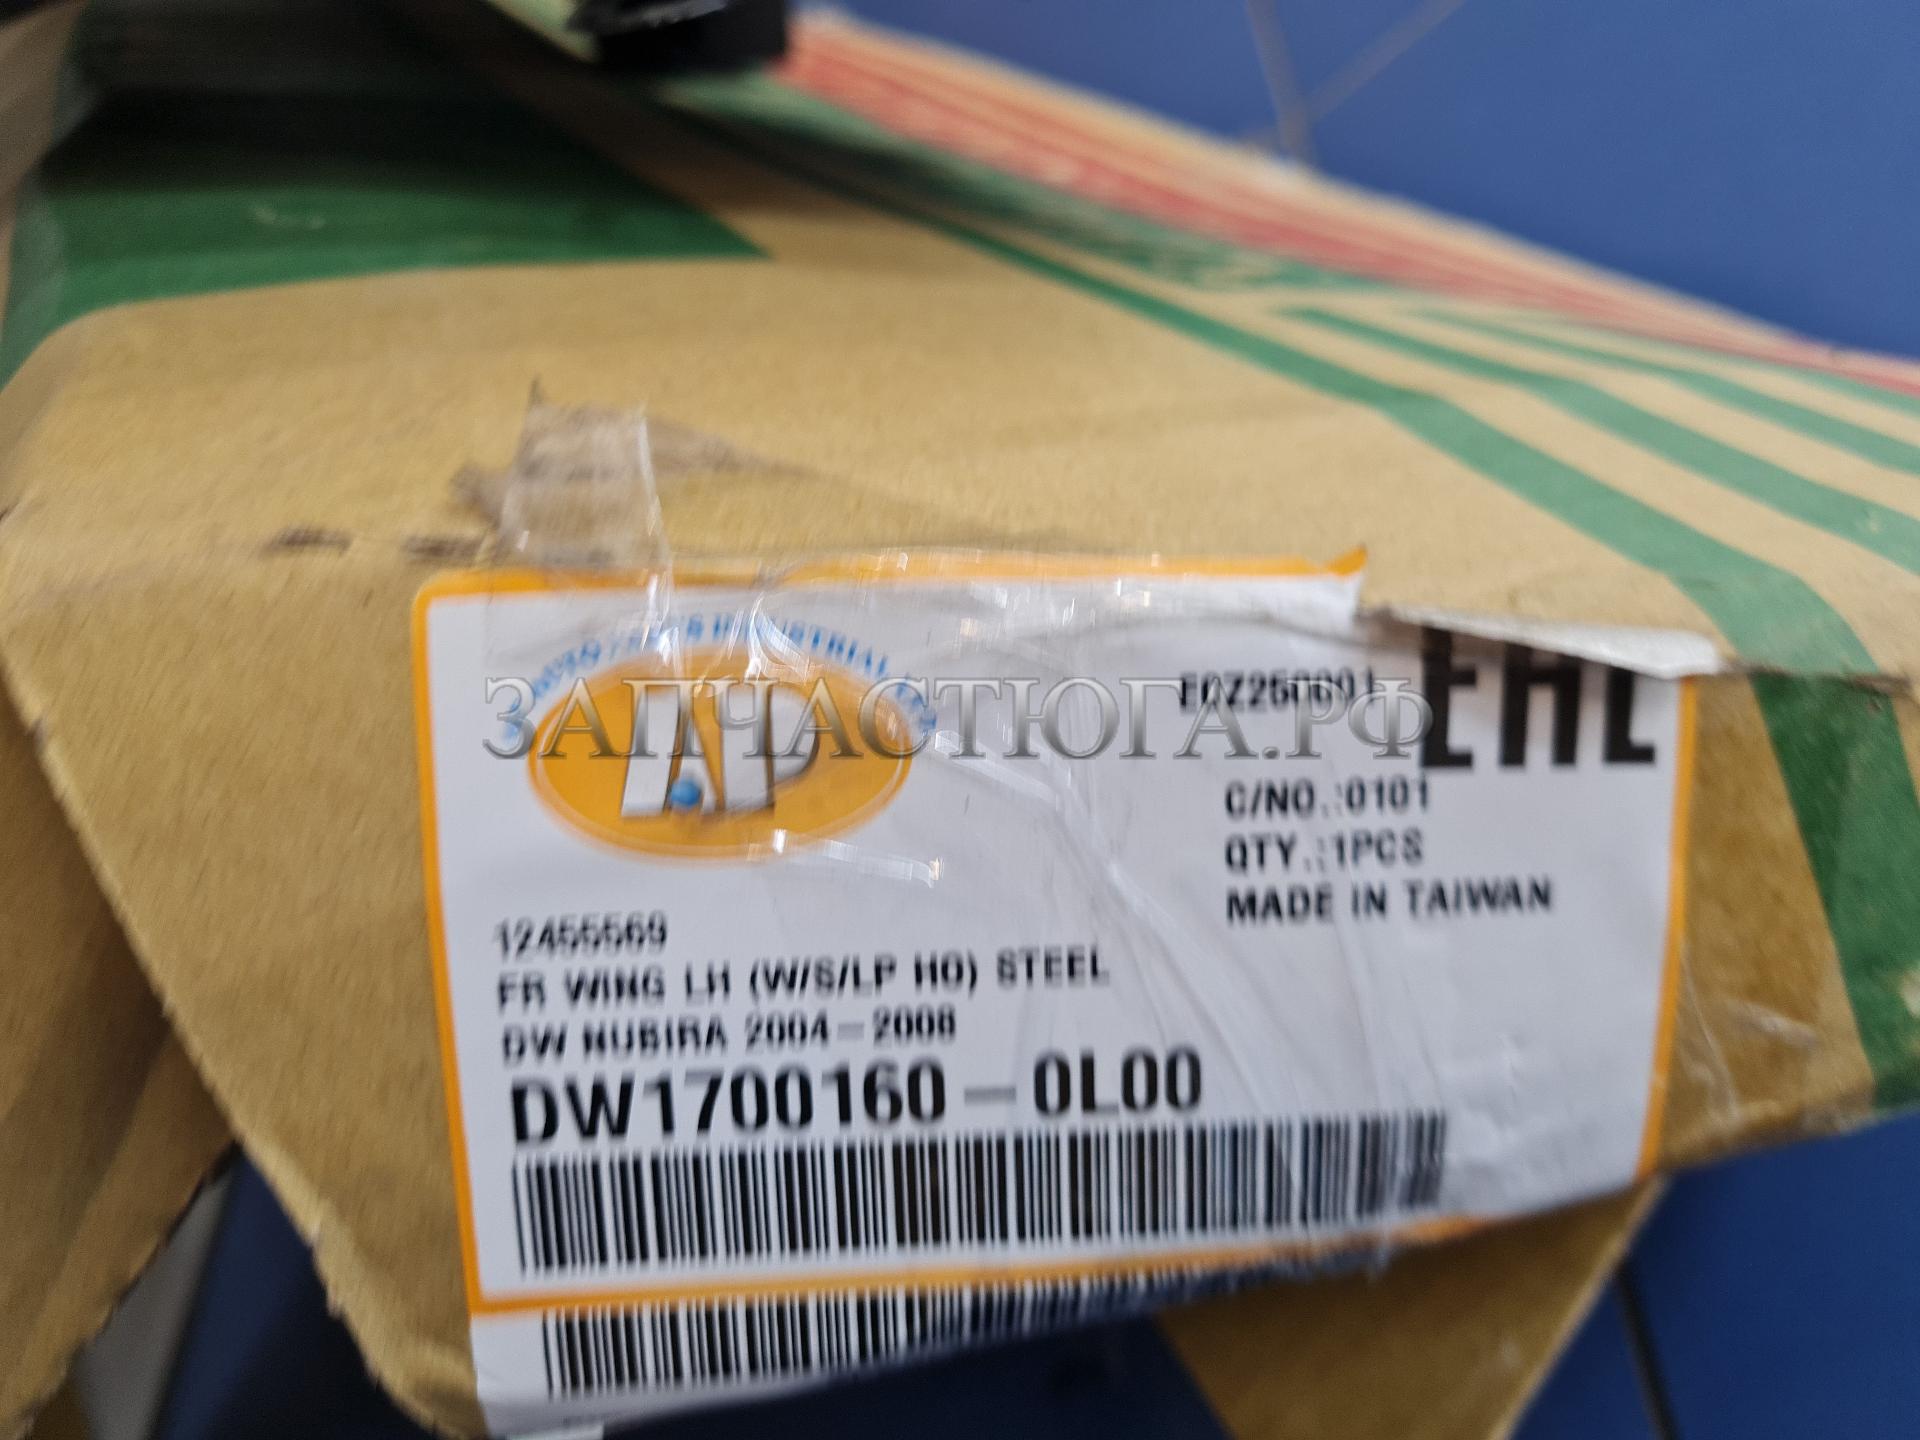 ЗАПЧАСТЮГА.РФ
EAC
C/NO.:0101
QTY.:1PCS
MADE IN TAIWAN
12455569
FR WING LH (W/S/LP HO) STEEL
DW NUBIRA 2004-2008
DW1700160-0L00